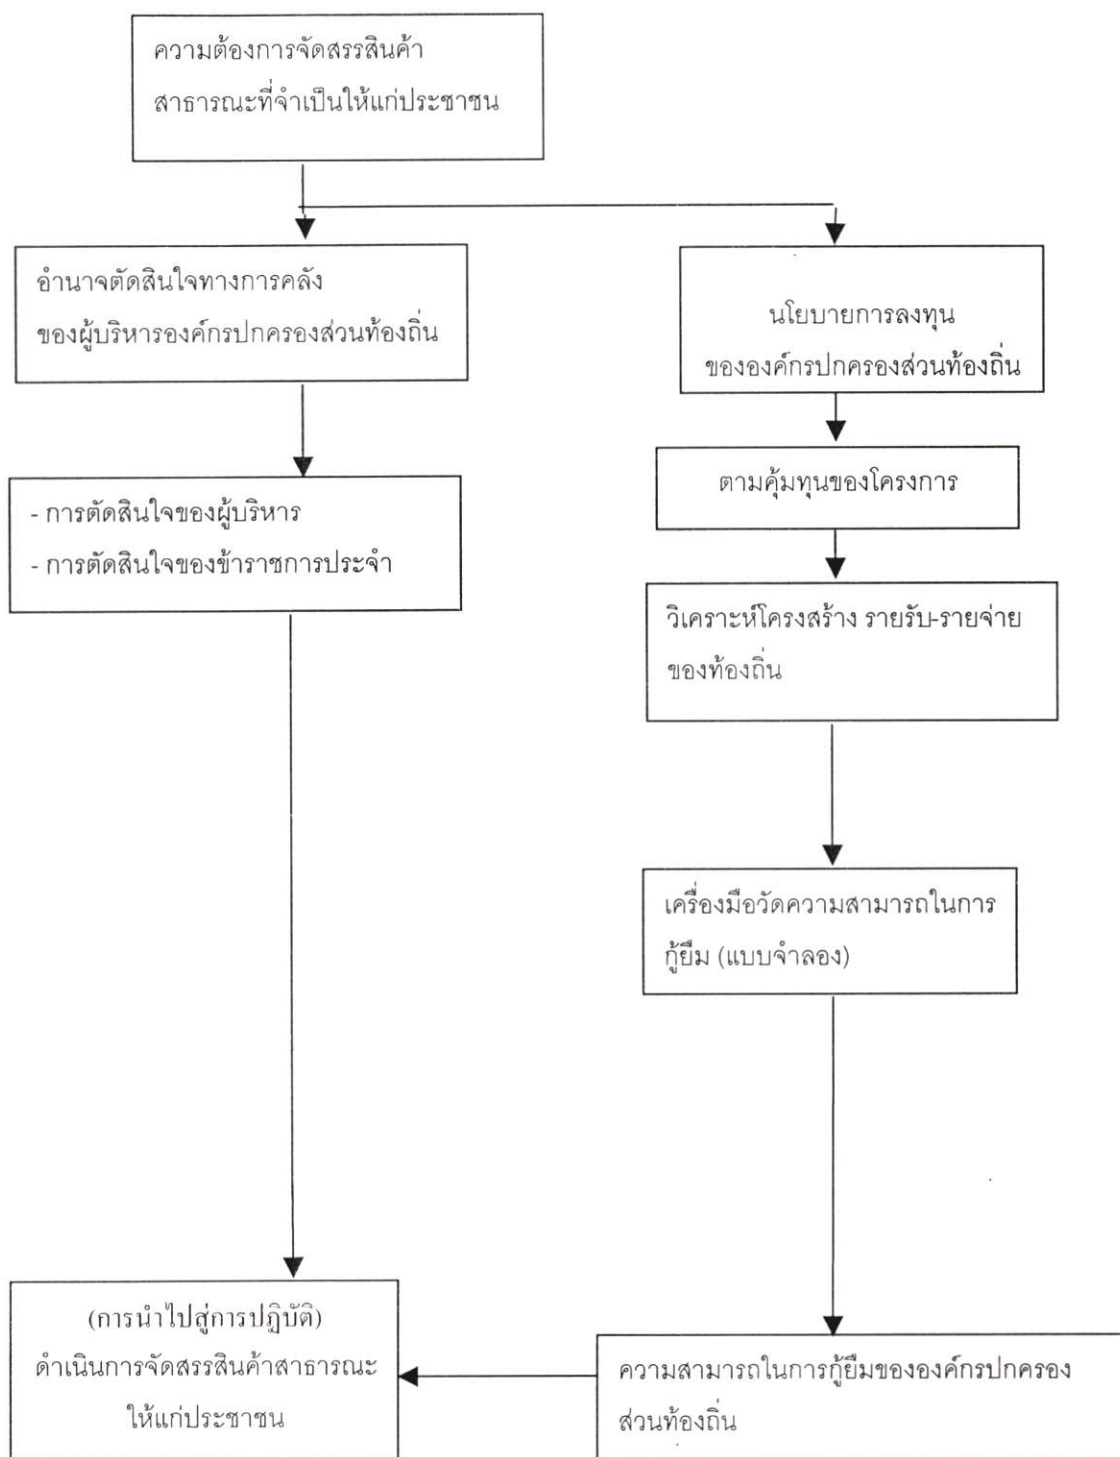 ความต้องการจัดสรรสินค้า
สาธารณะที่จำเป็นให้แก่ประชาชน
อำนาจตัดสินใจทางการคลัง
ของผู้บริหารองค์กรปกครองส่วนท้องถิ่น
นโยบายการลงทุน
ขององค์กรปกครองส่วนท้องถิ่น
- การตัดสินใจของผู้บริหาร
- การตัดสินใจของข้าราชการประจำ
ตามคุ้มทุนของโครงการ
วิเคราะห์โครงสร้าง รายรับ-รายจ่าย
ของท้องถิ่น
เครื่องมือวัดความสามารถในการ
กู้ยืม (แบบจำลอง)
(การนำไปสู่การปฏิบัติ)
ดำเนินการจัดสรรสินค้าสาธารณะ
ให้แก่ประชาชน
ความสามารถในการกู้ยืมขององค์กรปกครอง
ส่วนท้องถิ่น